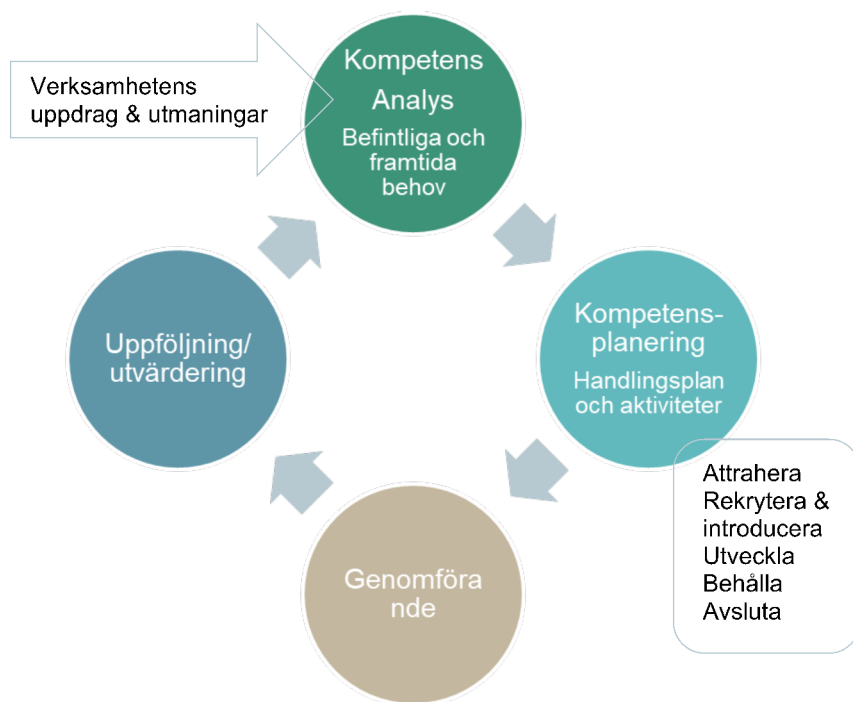 Verksamhetens
uppdrag & utmaningar
Kompetens
Analys
Befintliga och
framtida
behov
Kompetens-
planering
Handlingsplan
och aktiviteter
Attrahera
Rekrytera &
introducera
Utveckla
Behålla
Avsluta
Genomföra
nde
Uppföljning/
utvärdering